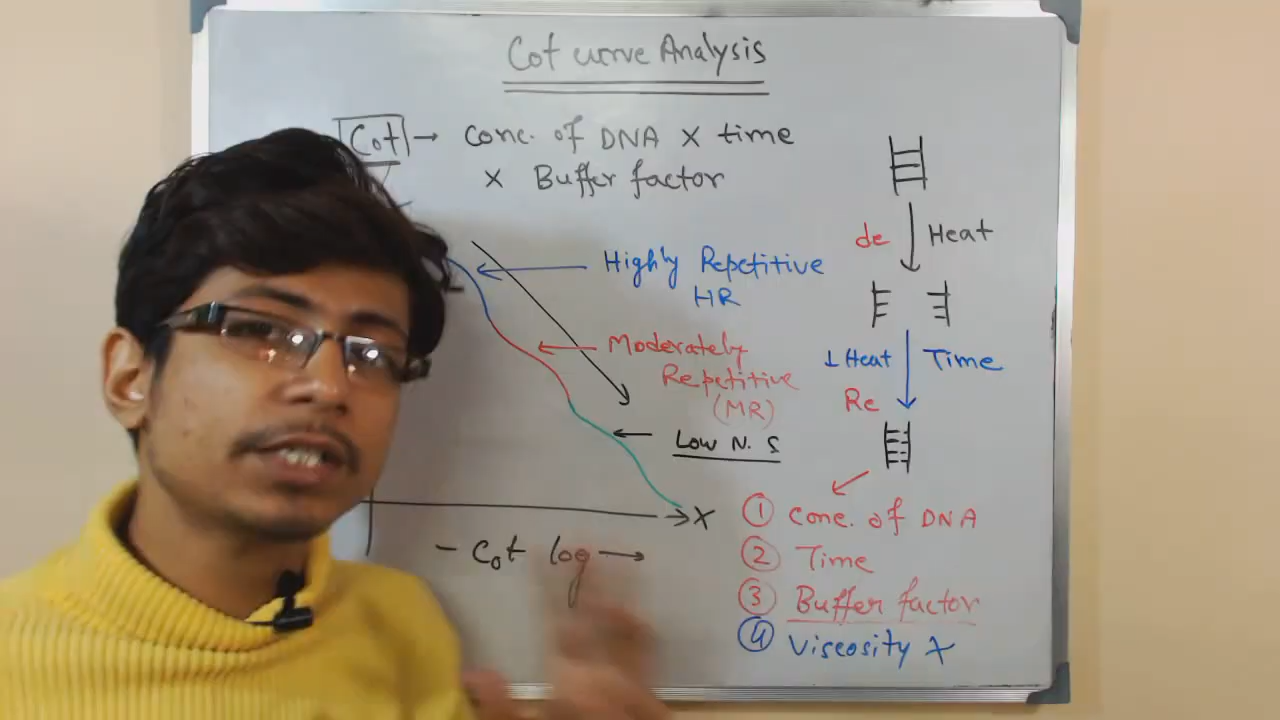 Cot curve Analysis
Cot → Conc. of DNA X time
X Buffer factor
de Heat
Highly Repetitive
HR
↓ Heat Time
Moderately
Repetitive
(MR)
Re
Low N. S
X
① Conc. of DNA
- Cot log →
② Time
③ Buffer factor
④ Viscosity